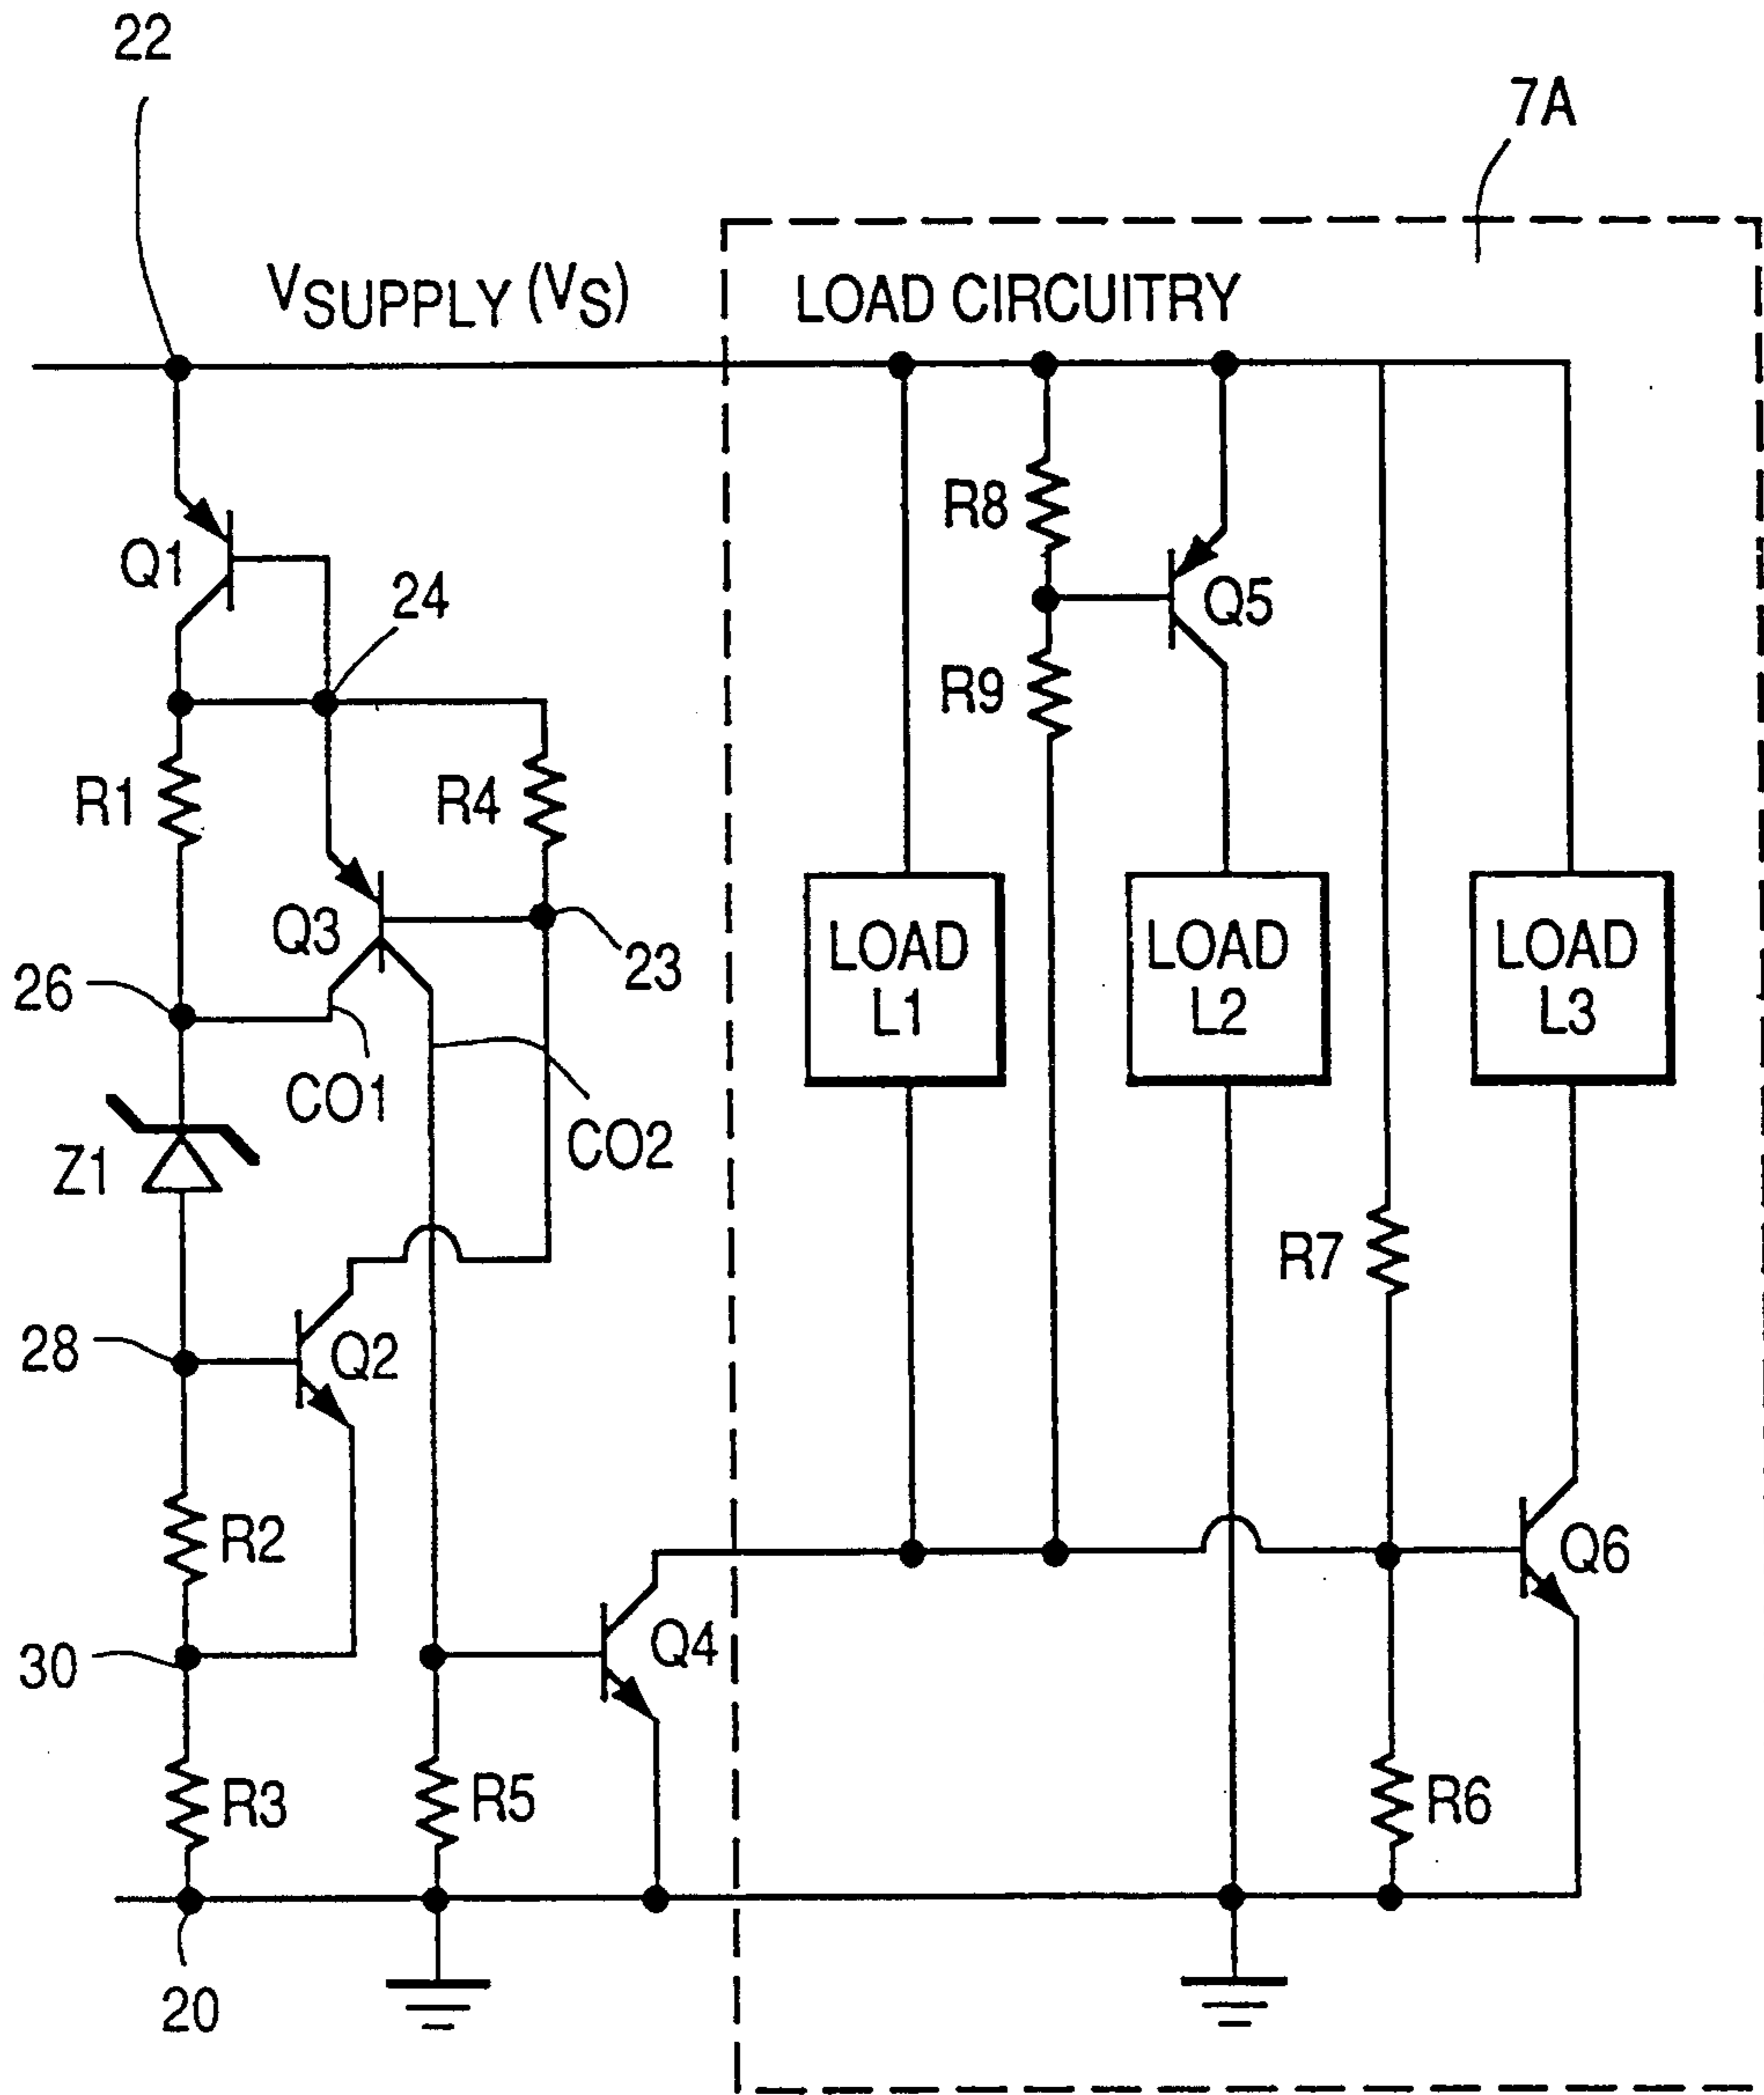 22
7A
VSUPPLY (VS)
LOAD CIRCUITRY
Q1
24
R8
Q5
R9
R1
R4
Q3
23
26
LOAD
L1
LOAD
L2
LOAD
L3
CO1
CO2
Z1
R7
28
Q2
R2
Q6
Q4
30
R3
R5
R6
20